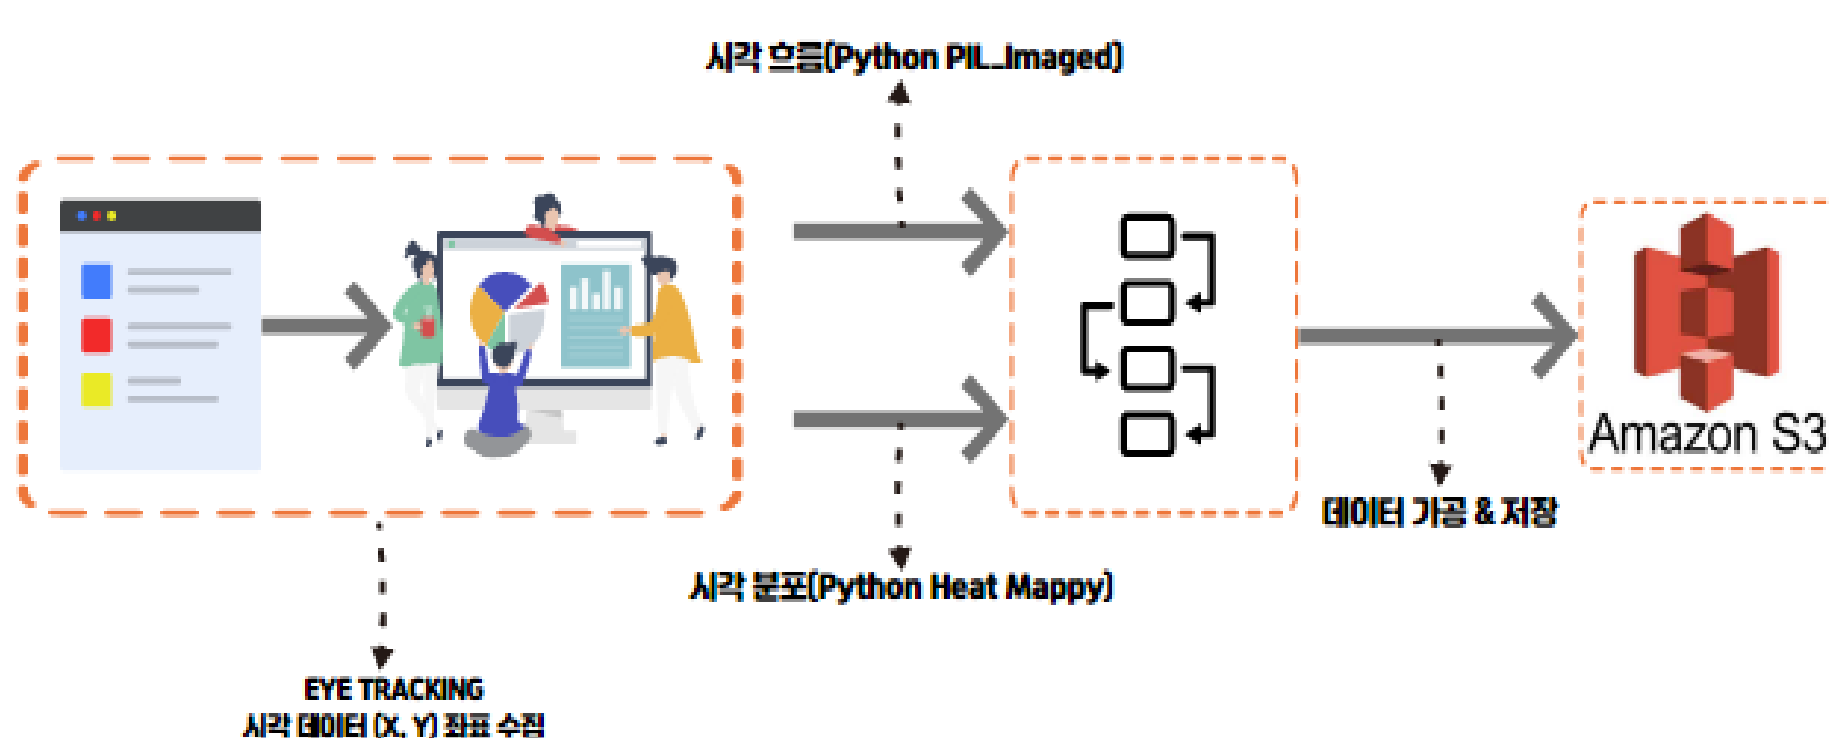 시각 흐름(Python PIL_Imaged)
Amazon S3
데이터 가공 & 저장
시각 분포(Python Heat Mappy)
EYE TRACKING
시각 데이터 (X, Y) 좌표 수집